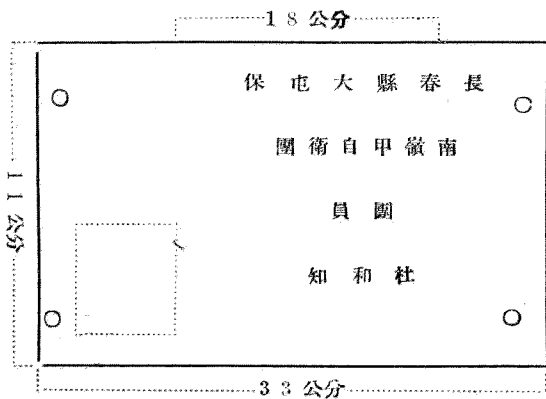 18公分
長春縣大屯保
南嶺甲自衛團
團員
杜和知
11公分
33公分